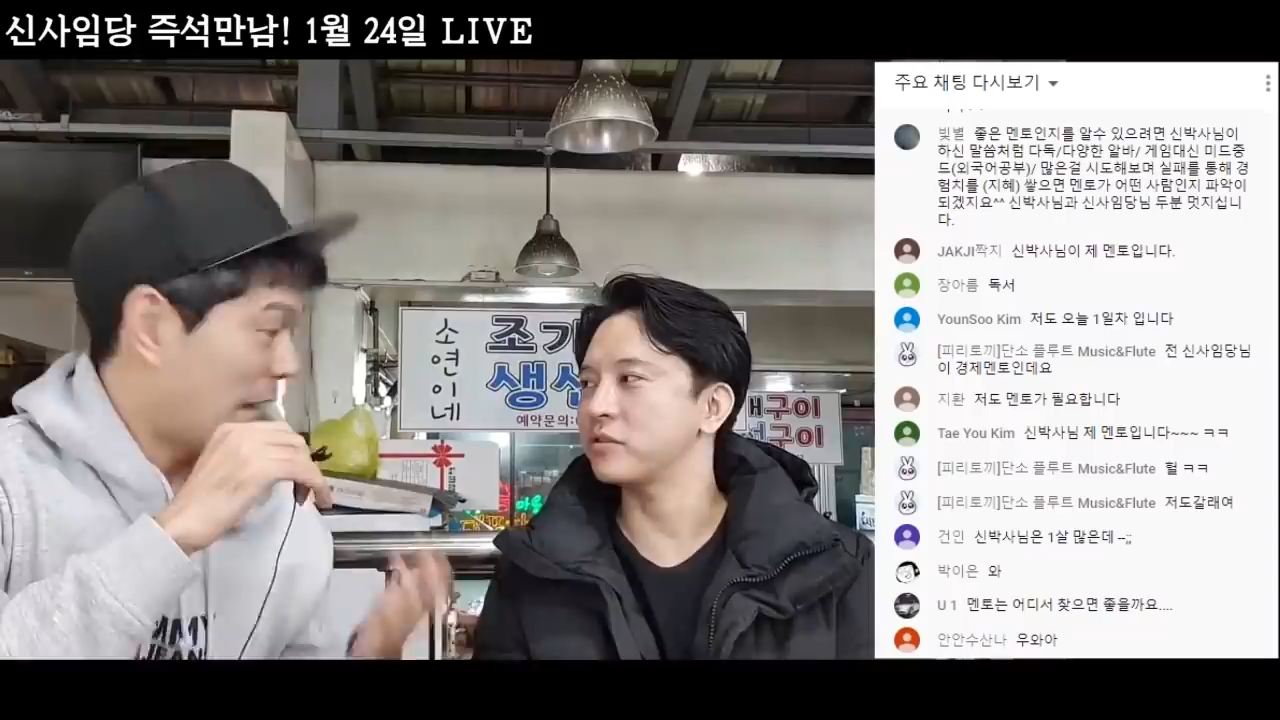 신사임당 즉석만남! 1월 24일 LIVE
주요 채팅 다시보기
빛별 좋은 멘토인지를 알수 있으려면 신박사님이
하신 말씀처럼 다독/다양한 알바/ 게임대신 미드중
드(외국어공부)/ 많은걸 시도해보며 실패를 통해 경
험치를 (지혜) 쌓으면 멘토가 어떤 사람인지 파악이
되겠지요^^ 신박사님과 신사임당님 두분 멋지십니
다.
JAKJI짝지 신박사님이 제 멘토입니다.
장아름 독서
YounSoo Kim 저도 오늘 1일차 입니다
[피리토끼]단소 플루트 Music&Flute 전 신사임당님
이 경제멘토인데요
지환 저도 멘토가 필요합니다
Tae You Kim 신박사님 제 멘토입니다~~~ ㅋㅋ
[피리토끼]단소 플루트 Music&Flute 헐 ㅋㅋ
[피리토끼]단소 플루트 Music&Flute 저도갈래여
건인 신박사님은 1살 많은데 --;;
박이은 와
U 1 멘토는 어디서 찾으면 좋을까요....
안안수산나 우와아
소연이네
조기
생선
예약문의:
구이
구이